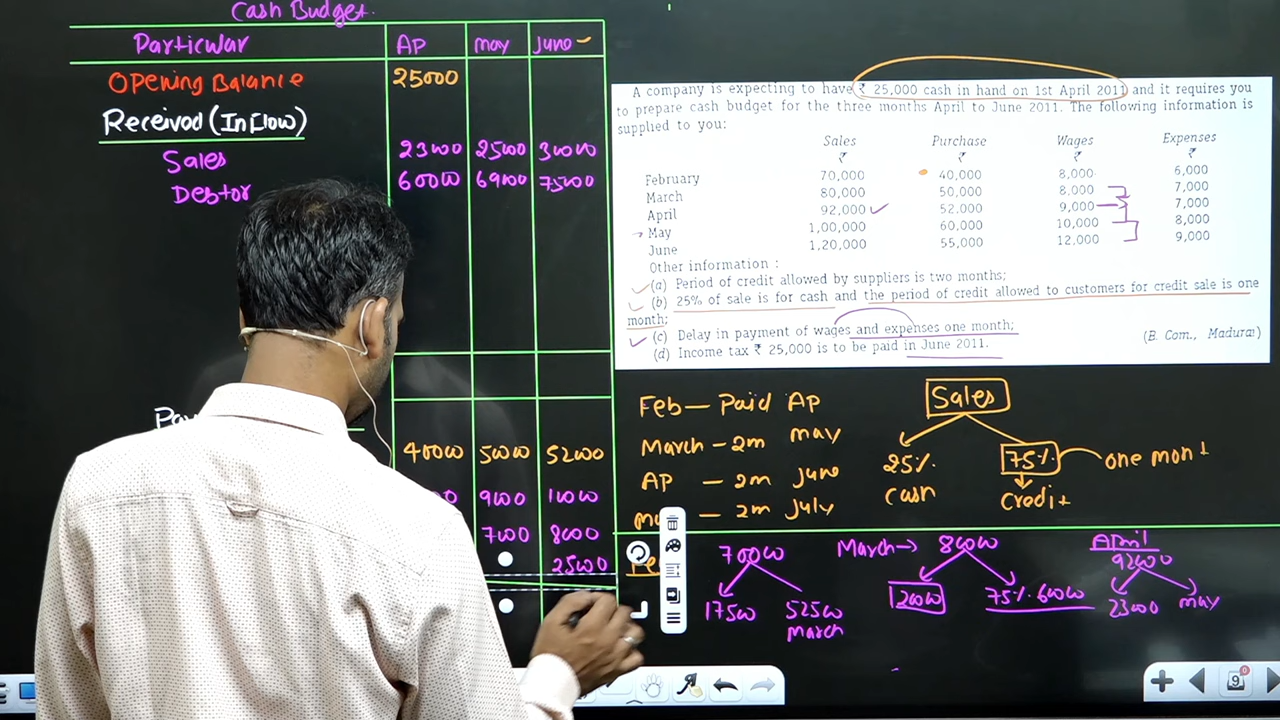 Cash Budget.
Particular AP may June
Opening Balance 25000
Received (Inflow)
Sales 23000 25000 30000
Debtor 60000 69000 75000
40000 50000 52000
9000 10000
7000 8000
25000
A company is expecting to have ₹ 25,000 cash in hand on 1st April 2011 and it requires you
to prepare cash budget for the three months April to June 2011. The following information is
supplied to you:
Sales Purchase Wages Expenses
₹ ₹ ₹ ₹
February 70,000 40,000 8,000 6,000
March 80,000 50,000 8,000 7,000
April 92,000 52.000 9,000 7,000
May 1,00,000 60,000 10,000 8,000
June 1,20,000 55,000 12,000 9,000
Other information :
(a) Period of credit allowed by suppliers is two months;
(b) 25% of sale is for cash and the period of credit allowed to customers for credit sale is one
month;
(c) Delay in payment of wages and expenses one month;
(d) Income tax ₹ 25,000 is to be paid in June 2011.
(B. Com., Madurai)
Feb — Paid AP
March - 2m may
AP - 2m june
- 2m july
Sales
25% 75% one mont
cash credit
70000
17500 52500
March
March → 80000
20000 75% 60000
April
92000
23000 may
9